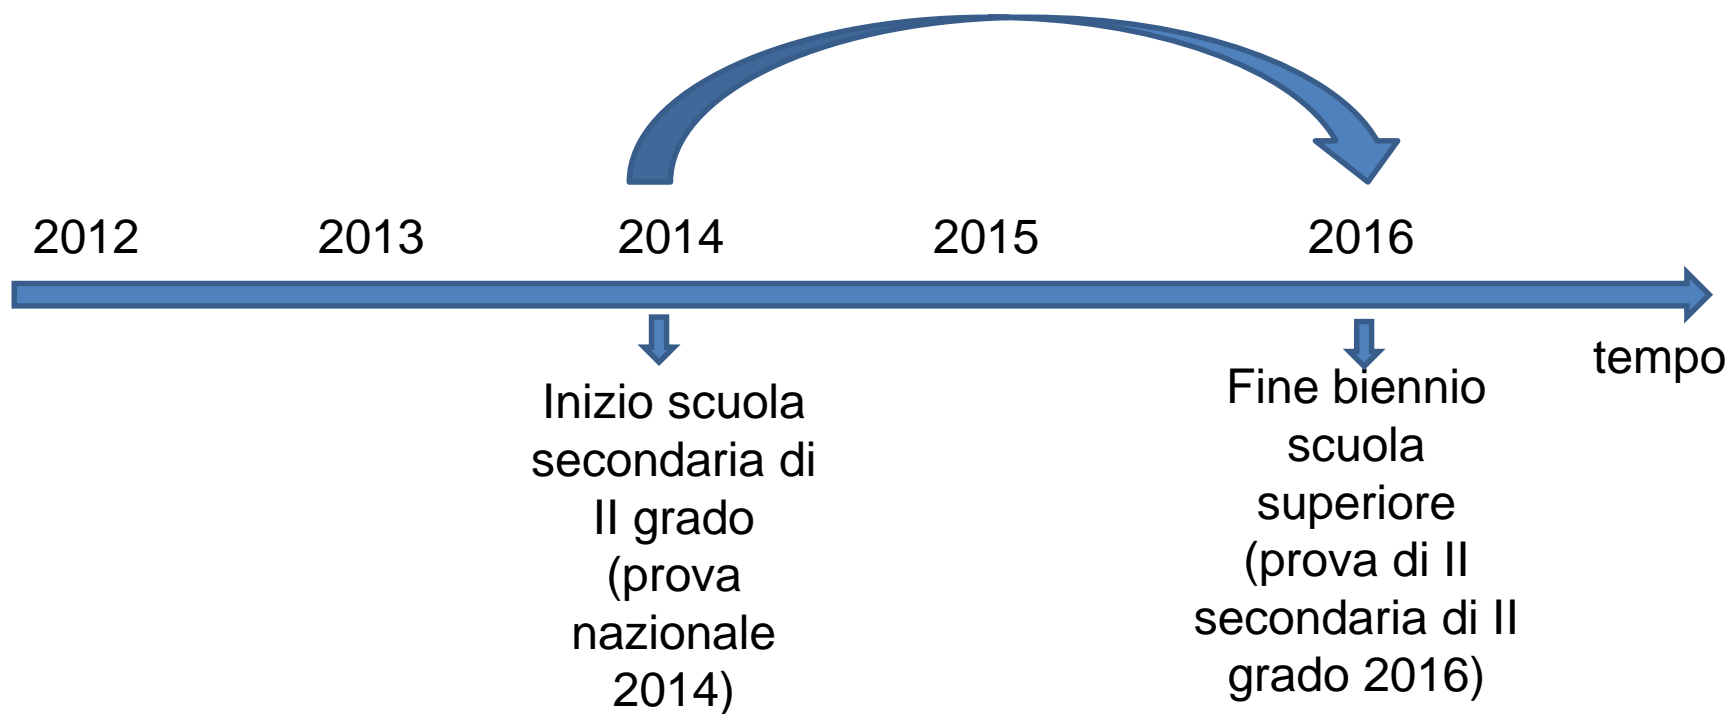 2012 2013 2014 2015 2016
tempo
Inizio scuola
secondaria di
II grado
(prova
nazionale
2014)
Fine biennio
scuola
superiore
(prova di II
secondaria di II
grado 2016)